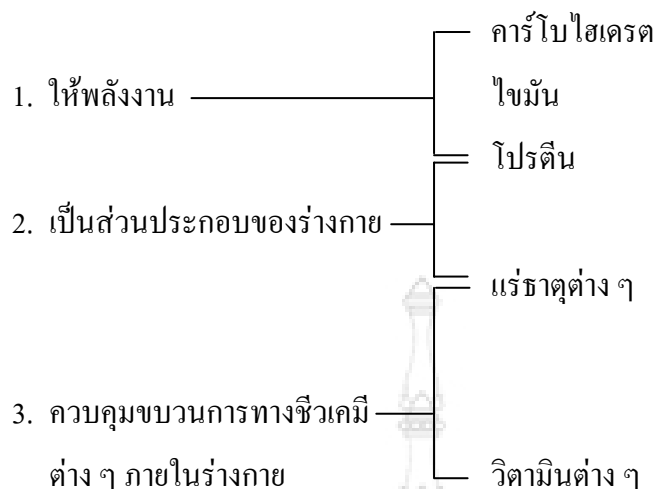 คาร์โบไฮเดรต
1. ให้พลังงาน
ไขมัน
โปรตีน
2. เป็นส่วนประกอบของร่างกาย
แร่ธาตุต่าง ๆ
3. ควบคุมขบวนการทางชีวเคมี
ต่าง ๆ ภายในร่างกาย
วิตามินต่าง ๆ